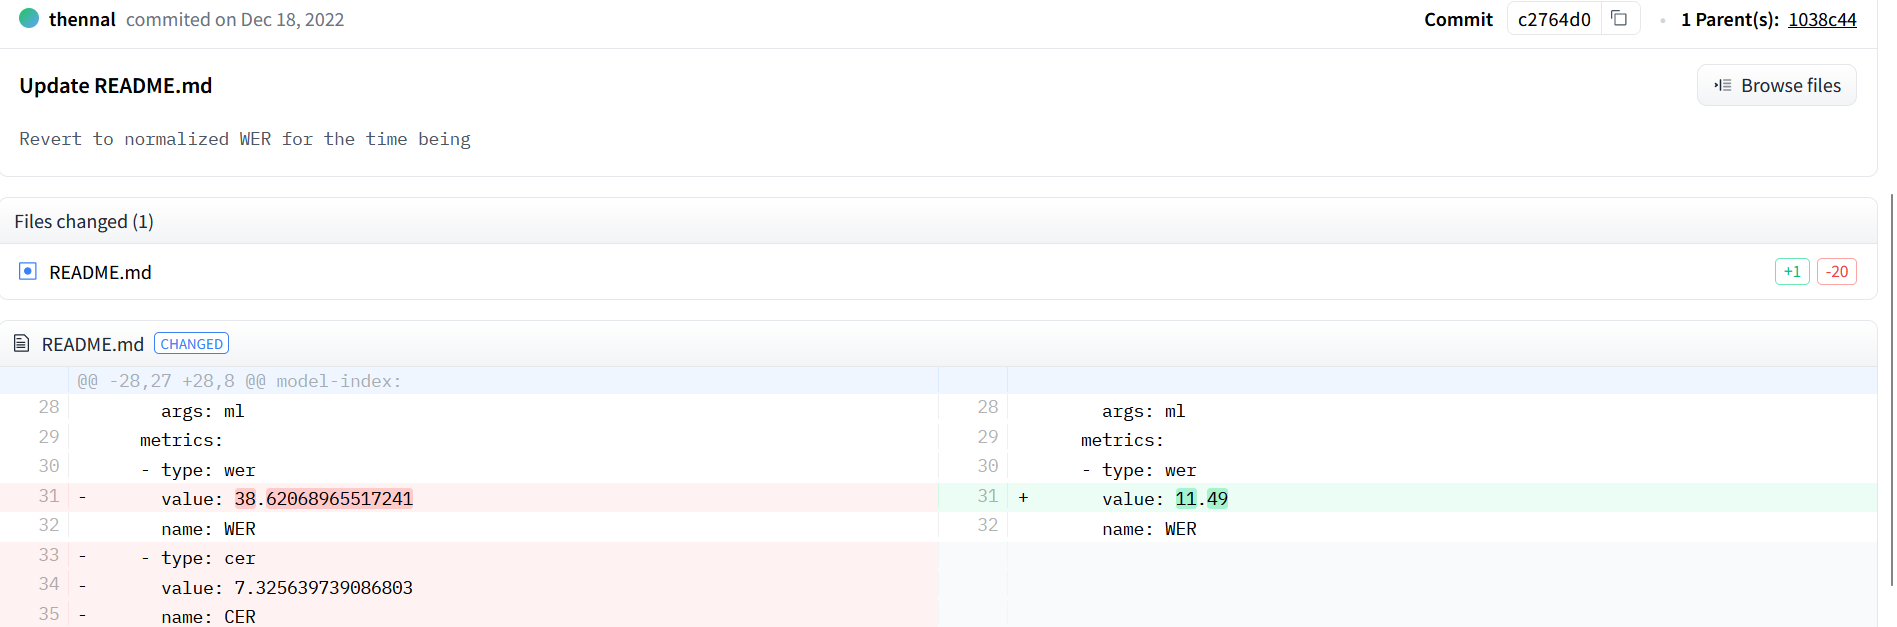 thennal commited on Dec 18, 2022 Commit c2764d0 • 1 Parent(s): 1038c44
Update README.md Browse files
Revert to normalized WER for the time being
Files changed (1)
README.md +1 -20
README.md CHANGED
@@ -28,27 +28,8 @@ model-index:
28 args: ml 28 args: ml
29 metrics: 29 metrics:
30 - type: wer 30 - type: wer
31 - value: 38.62068965517241 31 + value: 11.49
32 name: WER 32 name: WER
33 - - type: cer
34 - value: 7.325639739086803
35 - name: CER